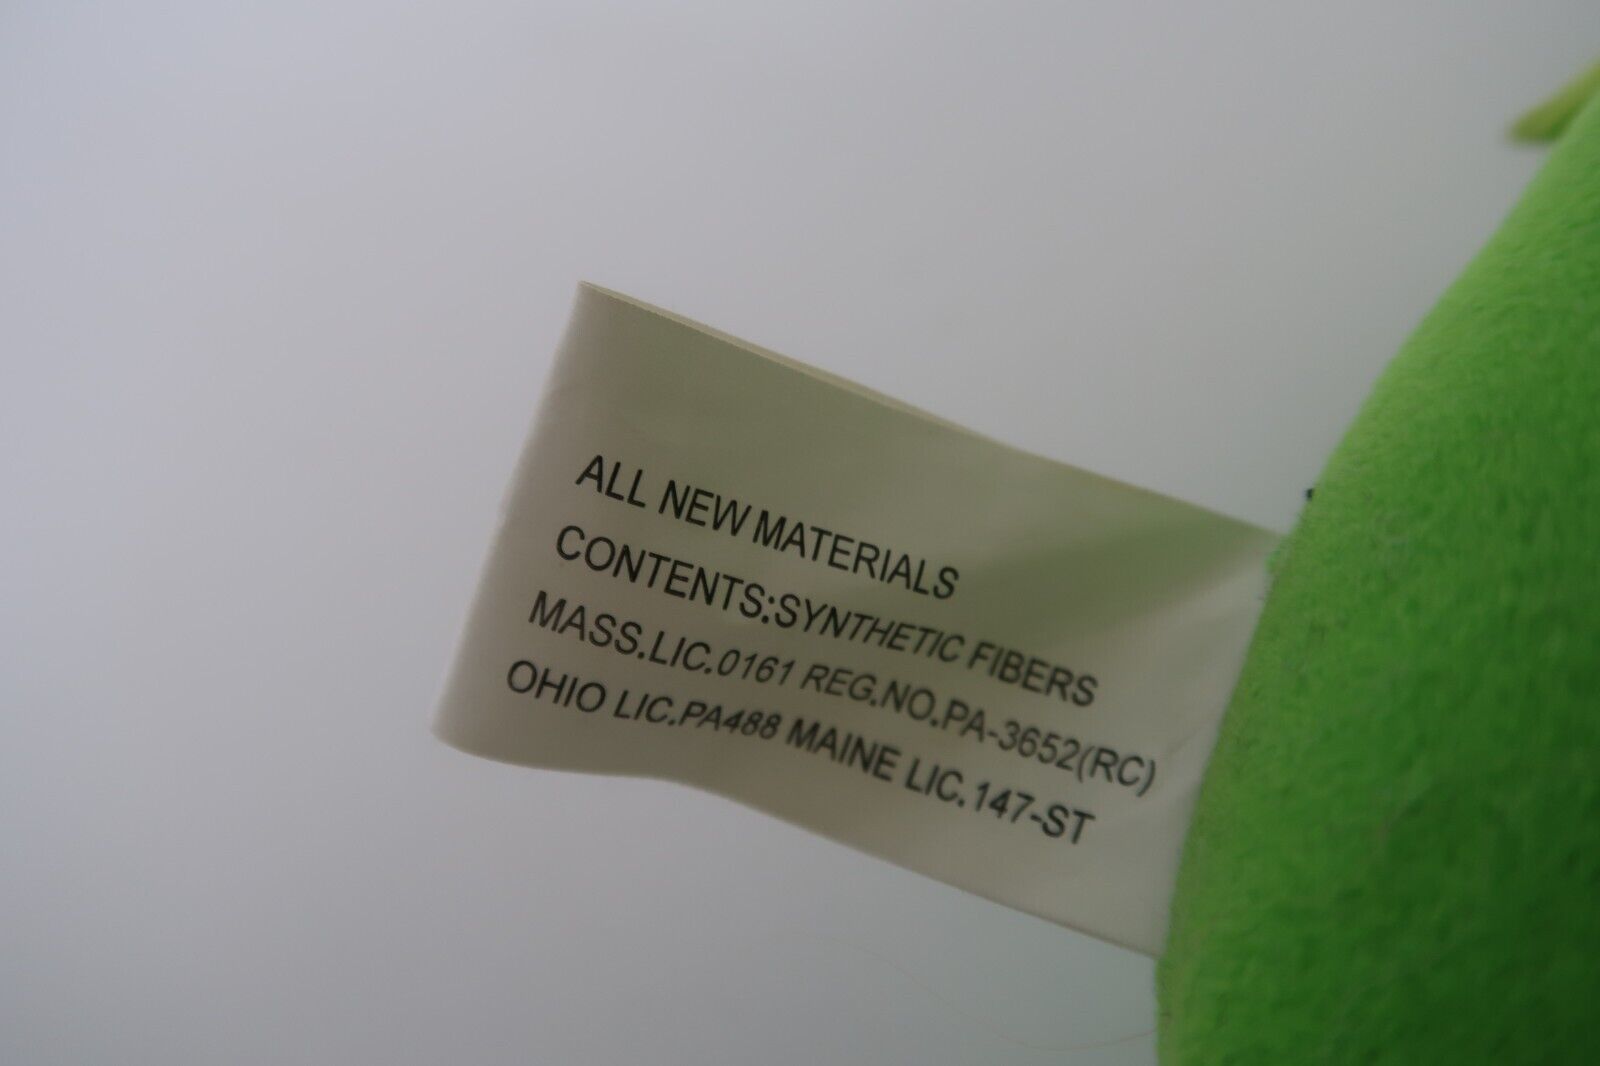 ALL NEW MATERIALS
CONTENTS:SYNTHETIC FIBERS
MASS.LIC.0161 REG.NO.PA-3652(RC)
OHIO LIC.PA488 MAINE LIC.147-ST